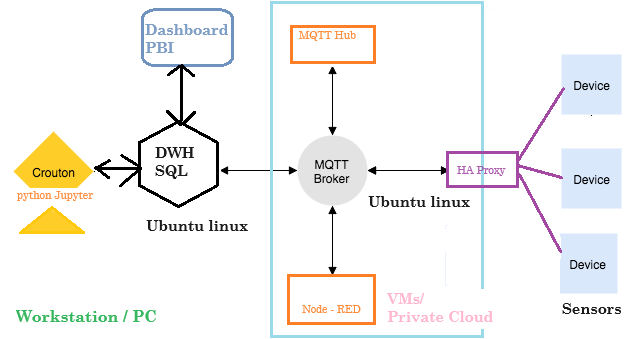 Dashboard
PBI
MQTT Hub
Device
DWH
SQL
Crouton
python Jupyter
MQTT
Broker
HA Proxy
Device
Ubuntu linux
Ubuntu linux
Device
Node - RED
VMs/
Private Cloud
Sensors
Workstation / PC